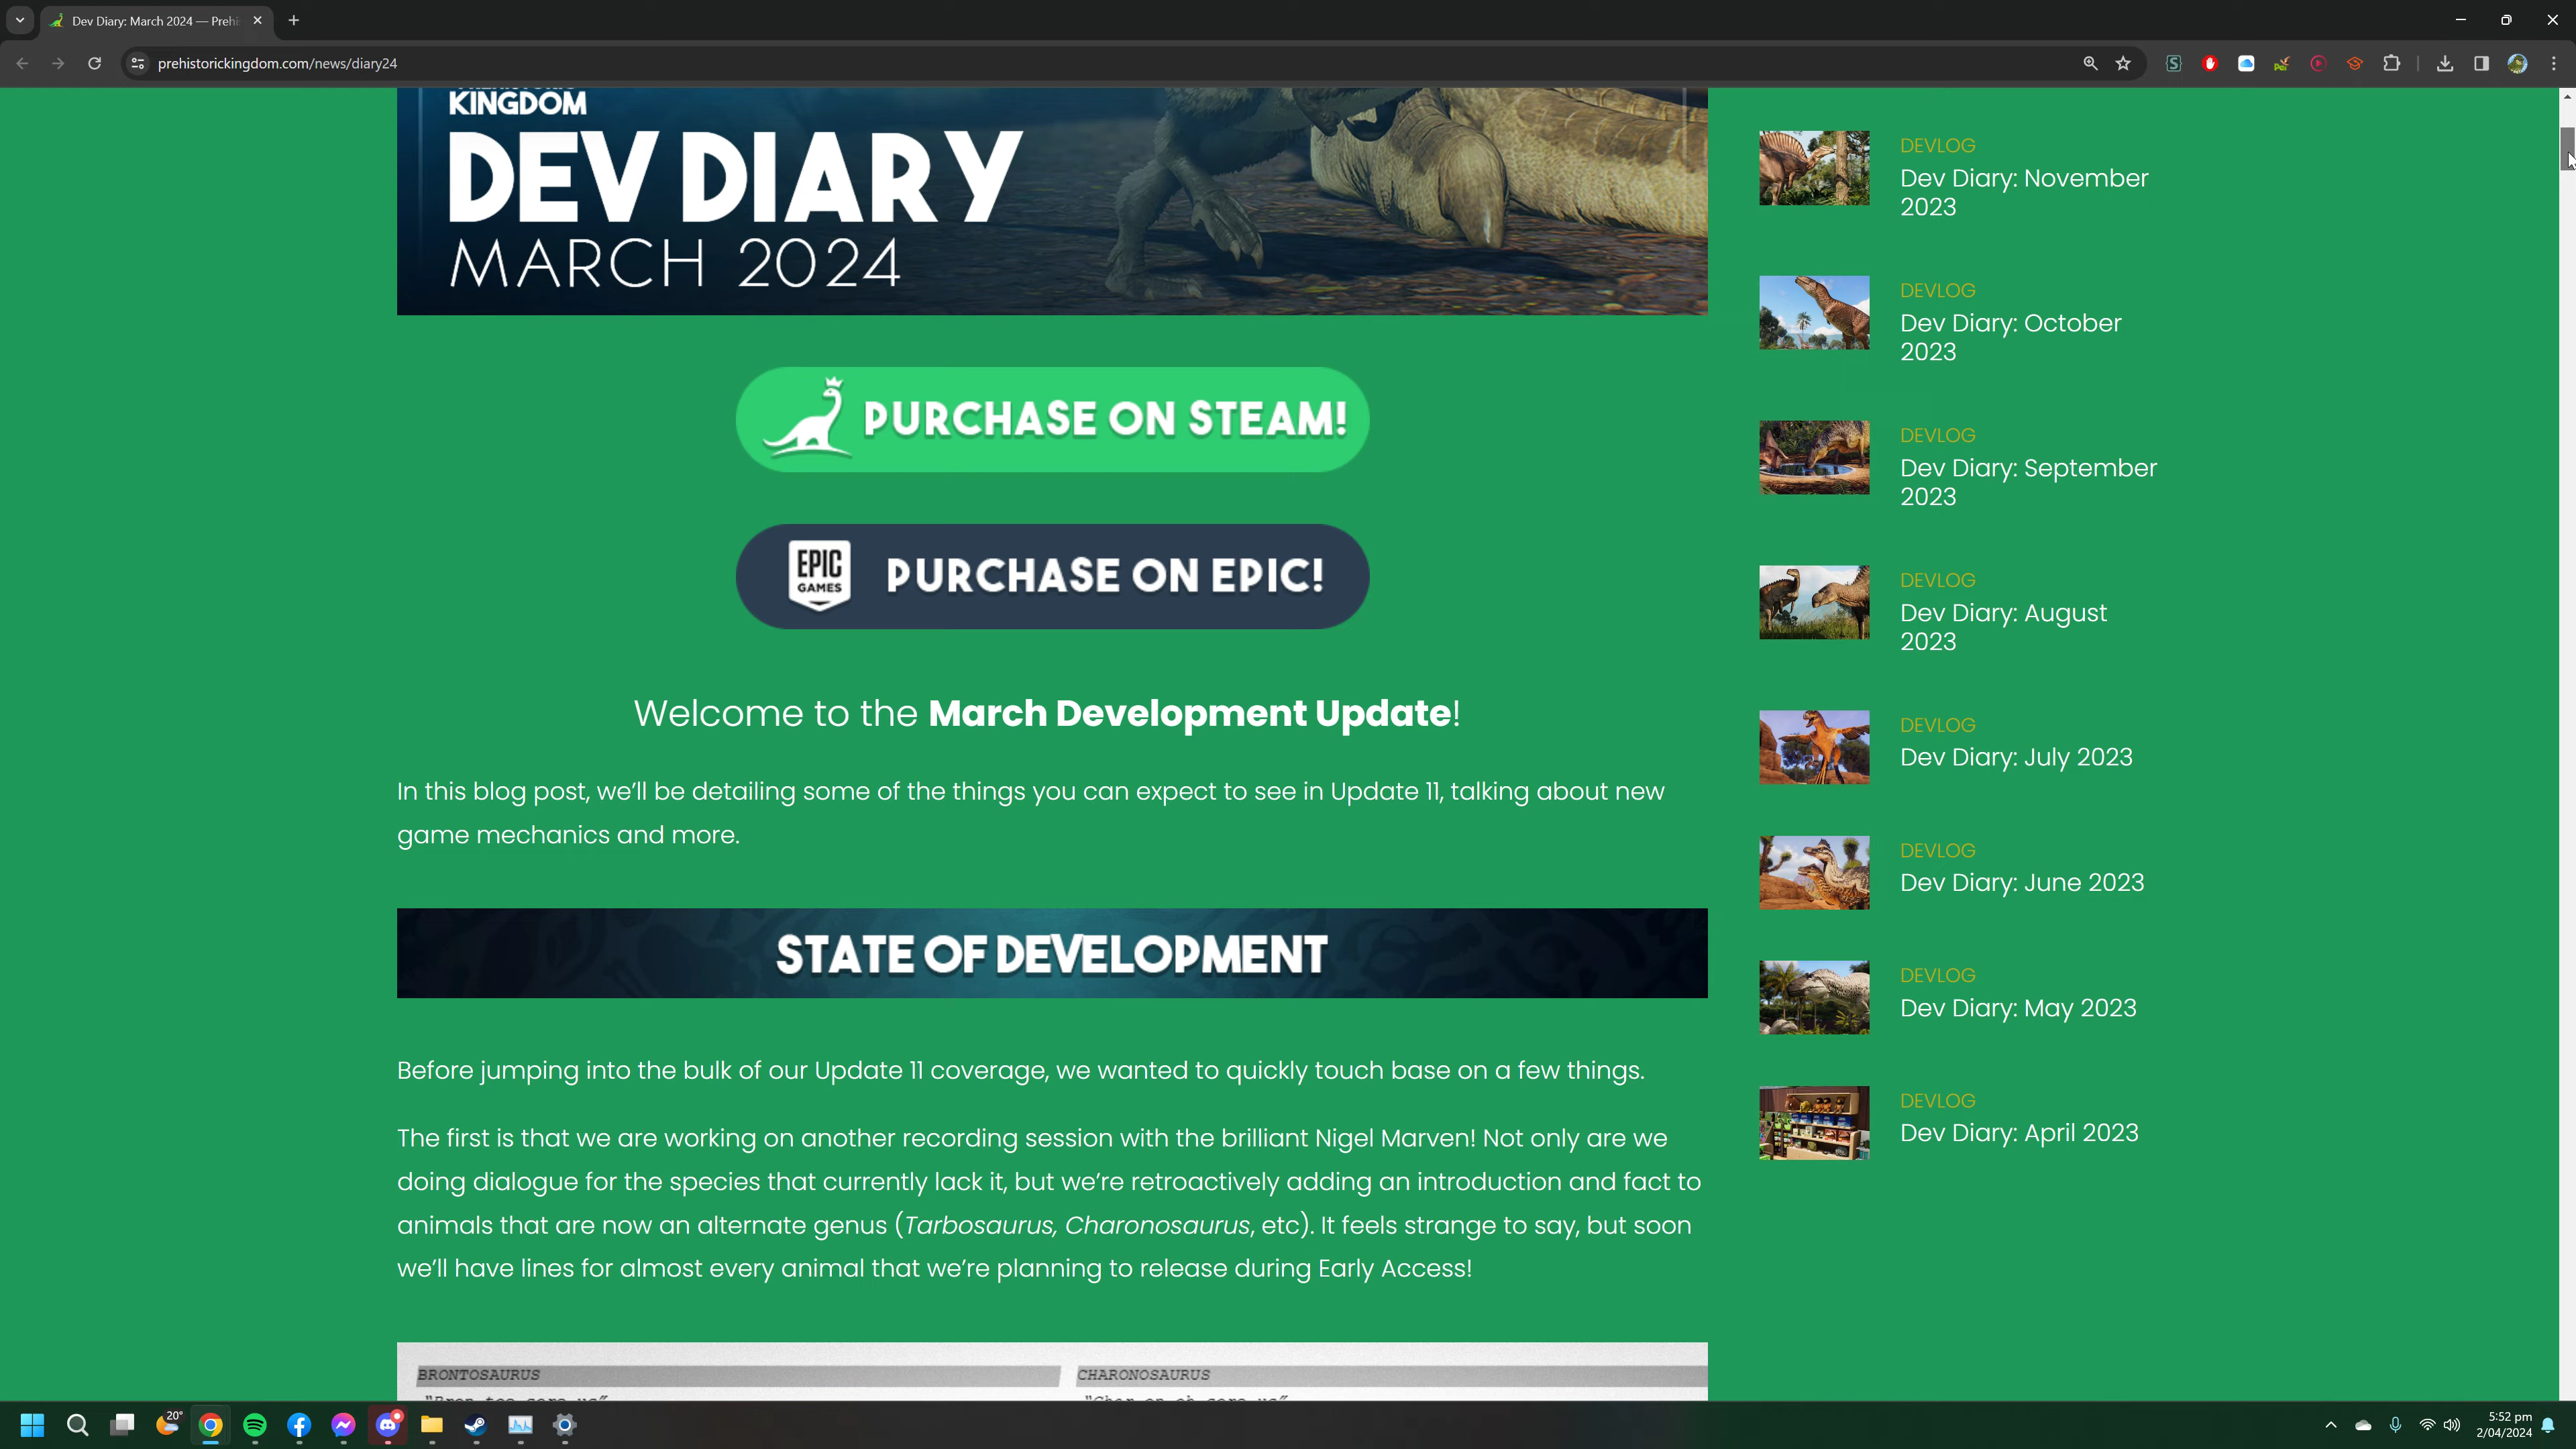 Dev Diary: March 2024 — Prehi
prehistorickingdom.com/news/diary24
KINGDOM
DEV DIARY
MARCH 2024
PURCHASE ON STEAM!
EPIC
GAMES
PURCHASE ON EPIC!
Welcome to the March Development Update!
In this blog post, we'll be detailing some of the things you can expect to see in Update 11, talking about new
game mechanics and more.
STATE OF DEVELOPMENT
Before jumping into the bulk of our Update 11 coverage, we wanted to quickly touch base on a few things.
The first is that we are working on another recording session with the brilliant Nigel Marven! Not only are we
doing dialogue for the species that currently lack it, but we're retroactively adding an introduction and fact to
animals that are now an alternate genus (Tarbosaurus, Charonosaurus, etc). It feels strange to say, but soon
we'll have lines for almost every animal that we're planning to release during Early Access!
BRONTOSAURUS
CHARONOSAURUS
DEVLOG
Dev Diary: November
2023
DEVLOG
Dev Diary: October
2023
DEVLOG
Dev Diary: September
2023
DEVLOG
Dev Diary: August
2023
DEVLOG
Dev Diary: July 2023
DEVLOG
Dev Diary: June 2023
DEVLOG
Dev Diary: May 2023
DEVLOG
Dev Diary: April 2023
20°
5:52 pm
2/04/2024